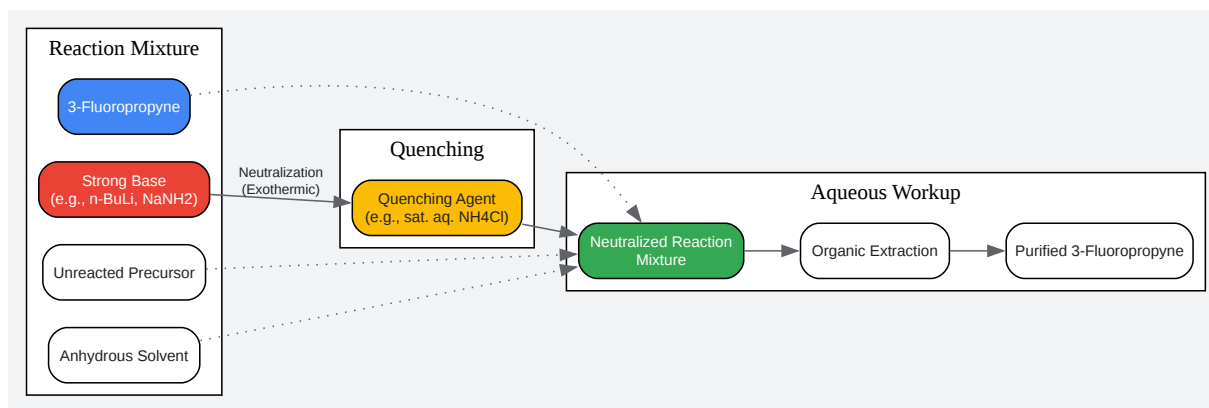 Reaction Mixture
3-Fluoropropyne
Strong Base
(e.g., n-BuLi, NaNH2)
Unreacted Precursor
Anhydrous Solvent
Neutralization
(Exothermic)
Quenching
Quenching Agent
(e.g., sat. aq. NH4Cl)
Aqueous Workup
Neutralized Reaction
Mixture
Organic Extraction
Purified 3-Fluoropropyne